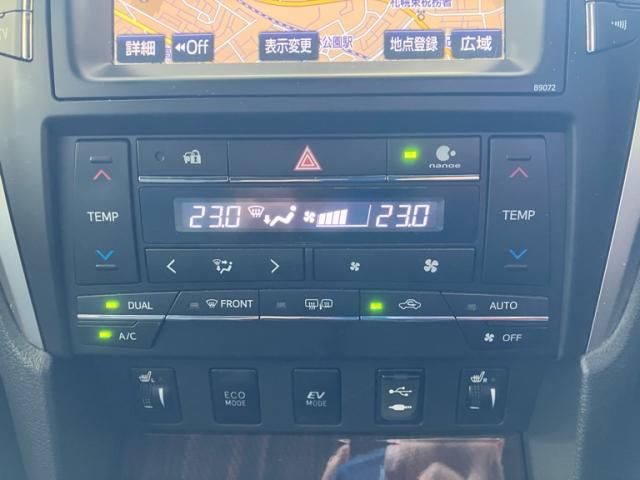 札幌東税務署
公園駅
詳細 ◀◀Off 表示変更 地点登録 広域
B9072
nanoe
TEMP 23.0 23.0 TEMP
DUAL FRONT AUTO
A/C OFF
L ECO MODE EV MODE R